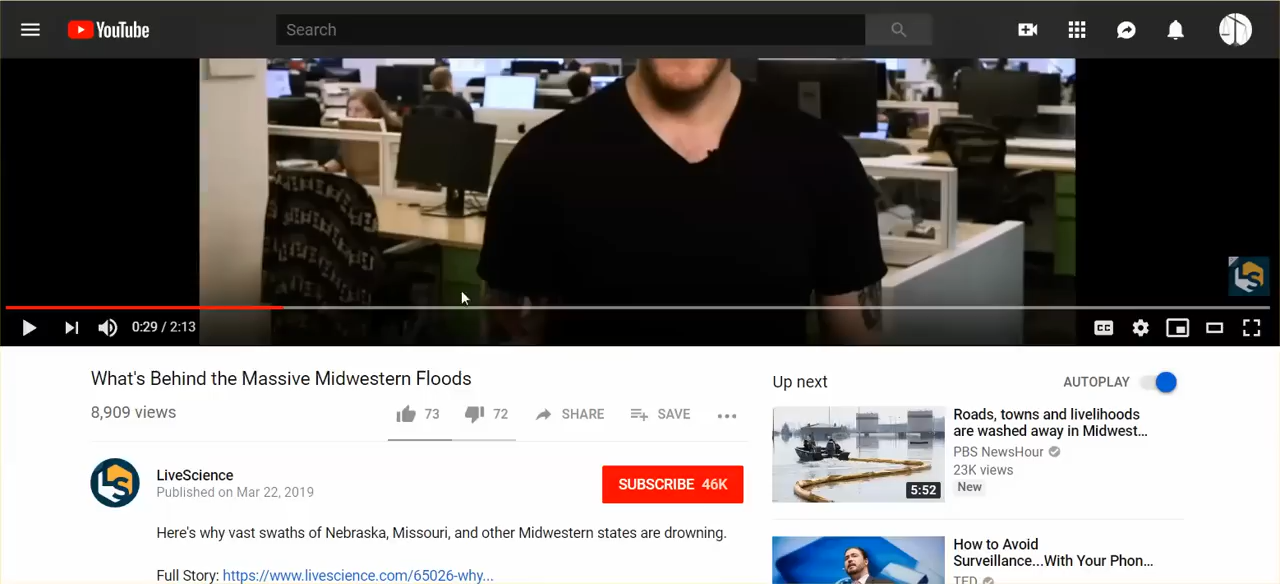 YouTube
Search
0:29 / 2:13
CC
What's Behind the Massive Midwestern Floods
8,909 views
73
72
SHARE
SAVE
LS
LiveScience
Published on Mar 22, 2019
SUBSCRIBE 46K
Here's why vast swaths of Nebraska, Missouri, and other Midwestern states are drowning.
Full Story: https://www.livescience.com/65026-why...
Up next
AUTOPLAY
5:52
Roads, towns and livelihoods
are washed away in Midwest...
PBS NewsHour
23K views
New
How to Avoid
Surveillance...With Your Phon...
TED